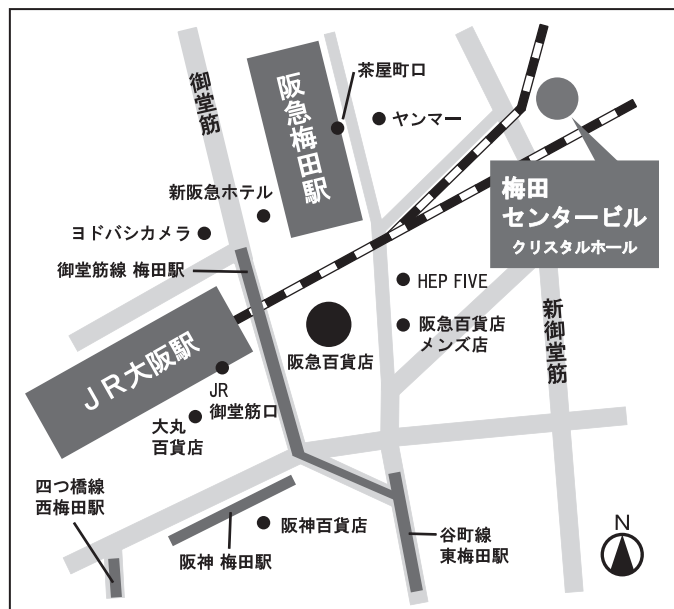 御堂筋
阪急梅田駅
茶屋町口
ヤンマー
梅田
センタービル
クリスタルホール
新阪急ホテル
ヨドバシカメラ
御堂筋線 梅田駅
HEP FIVE
阪急百貨店
メンズ店
新御堂筋
阪急百貨店
JR大阪駅
JR
御堂筋口
大丸
百貨店
四つ橋線
西梅田駅
阪神百貨店
阪神 梅田駅
谷町線
東梅田駅
N